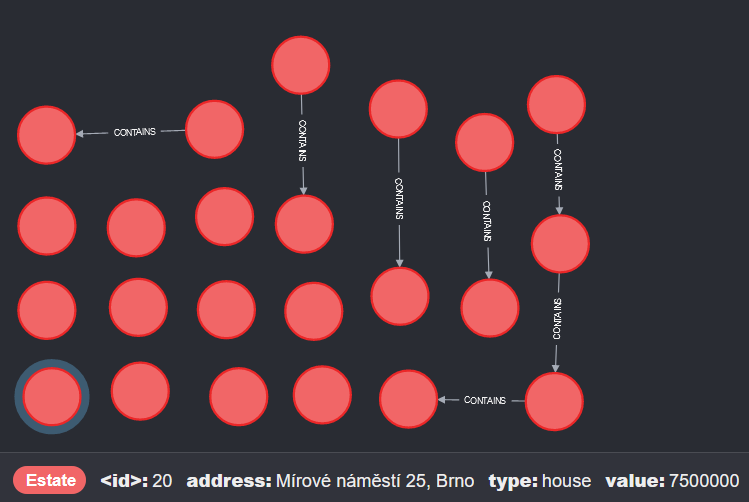 CONTAINS
CONTAINS
CONTAINS
CONTAINS
CONTAINS
CONTAINS
CONTAINS
Estate <id>: 20 address: Mírové náměstí 25, Brno type: house value: 7500000